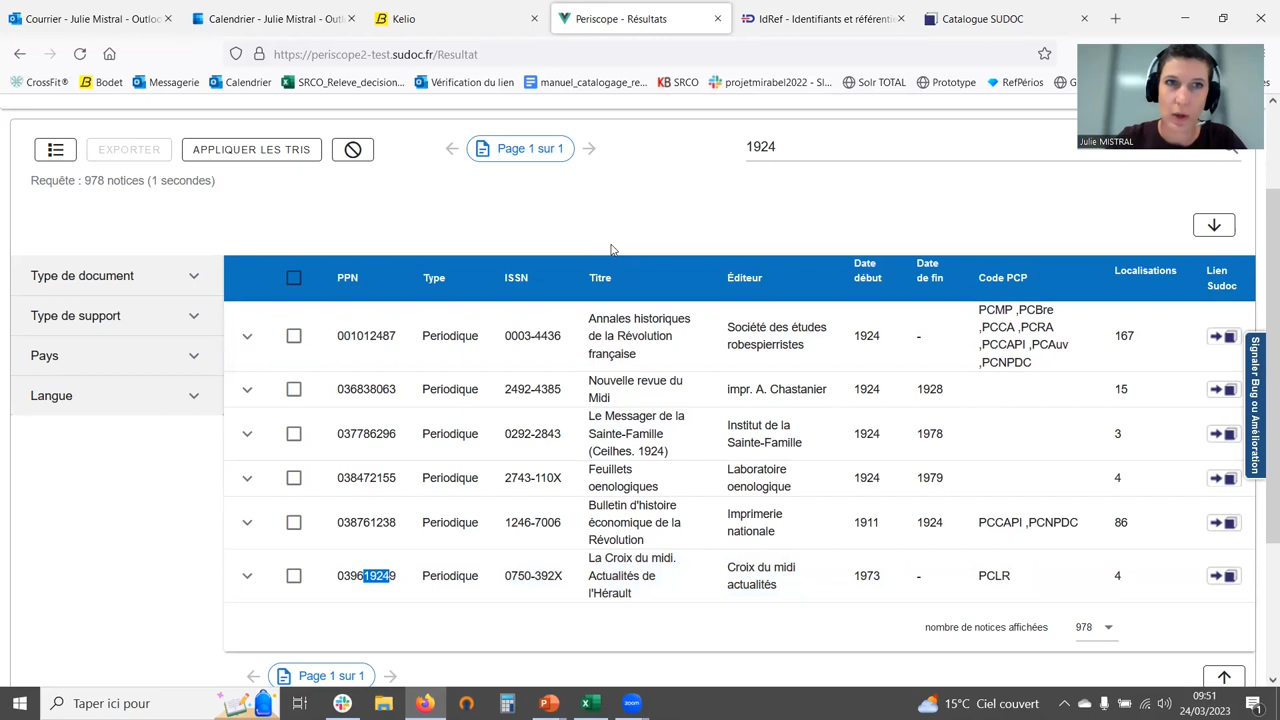 Courrier - Julie Mistral - Outloo
Calendrier - Julie Mistral - Outl
Kelio
Periscope - Résultats
IdRef - Identifiants et référenti
Catalogue SUDOC
https://periscope2-test.sudoc.fr/Resultat
CrossFit®
Bodet
Messagerie
Calendrier
SRCO_Releve_decision...
Vérification du lien
manuel_catalogage_re...
KB SRCO
projetmirabel2022 - Sl...
Solr TOTAL
Prototype
RefPérios
G
Julie MISTRAL
EXPORTER
APPLIQUER LES TRIS
Page 1 sur 1
1924
Requête : 978 notices (1 secondes)
Type de document
Type de support
Pays
Langue
PPN Type ISSN Titre Éditeur Date début Date de fin Code PCP Localisations Lien Sudoc
001012487 Periodique 0003-4436 Annales historiques de la Révolution française Société des études robespierristes 1924 - PCMP ,PCBre ,PCCA ,PCRA ,PCCAPI ,PCAuv ,PCNPDC 167
036838063 Periodique 2492-4385 Nouvelle revue du Midi impr. A. Chastanier 1924 1928 15
037786296 Periodique 0292-2843 Le Messager de la Sainte-Famille (Ceilhes. 1924) Institut de la Sainte-Famille 1924 1978 3
038472155 Periodique 2743-110X Feuillets oenologiques Laboratoire oenologique 1924 1979 4
038761238 Periodique 1246-7006 Bulletin d'histoire économique de la Révolution Imprimerie nationale 1911 1924 PCCAPI ,PCNPDC 86
039619249 Periodique 0750-392X La Croix du midi. Actualités de l'Hérault Croix du midi actualités 1973 - PCLR 4
nombre de notices affichées 978
Page 1 sur 1
Signaler Bug ou Amélioration
Taper ici pour
zoom
15°C Ciel couvert
09:51
24/03/2023
1